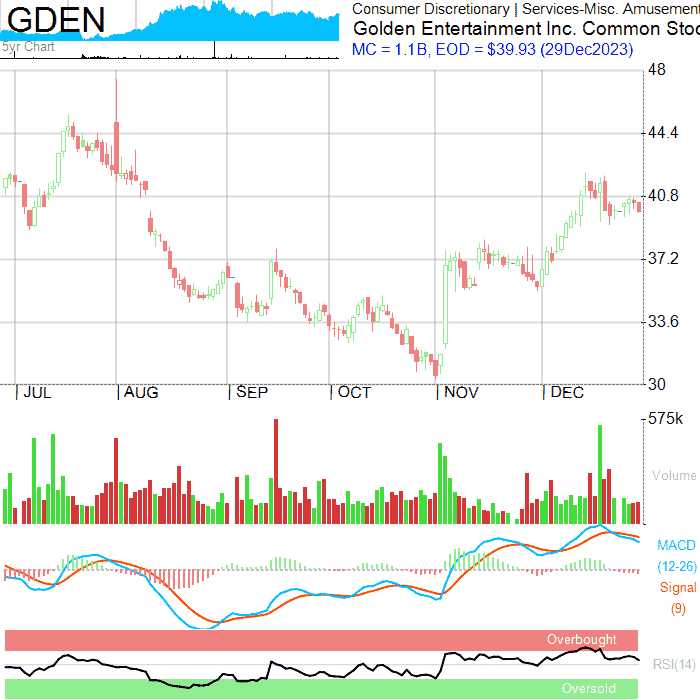 GDEN
5yr Chart
Consumer Discretionary | Services-Misc. Amusement
Golden Entertainment Inc. Common Stoc
MC = 1.1B, EOD = $39.93 (29Dec2023)
48
44.4
40.8
37.2
33.6
30
JUL AUG SEP OCT NOV DEC
575k
Volume
MACD
(12-26)
Signal
(9)
Overbought
RSI(14)
Oversold